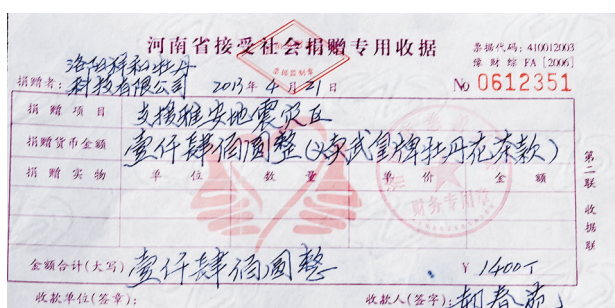 河南省接受社会捐赠专用收据
票据代码：410012003
豫财综 FA［2006］
洛阳祥和牡丹
捐赠者：科技有限公司 2013年4月21日 No 0612351
捐赠项目 支援雅安地震灾区
捐赠货币金额 壹仟肆佰圆整（义卖武皇牌牡丹花茶款）
捐赠实物 单位 数量 单价 金额
财务专用章
第二联 收据联
金额合计（大写） 壹仟肆佰圆整 ￥1400
收款单位（签章）： 收款人（签字）：